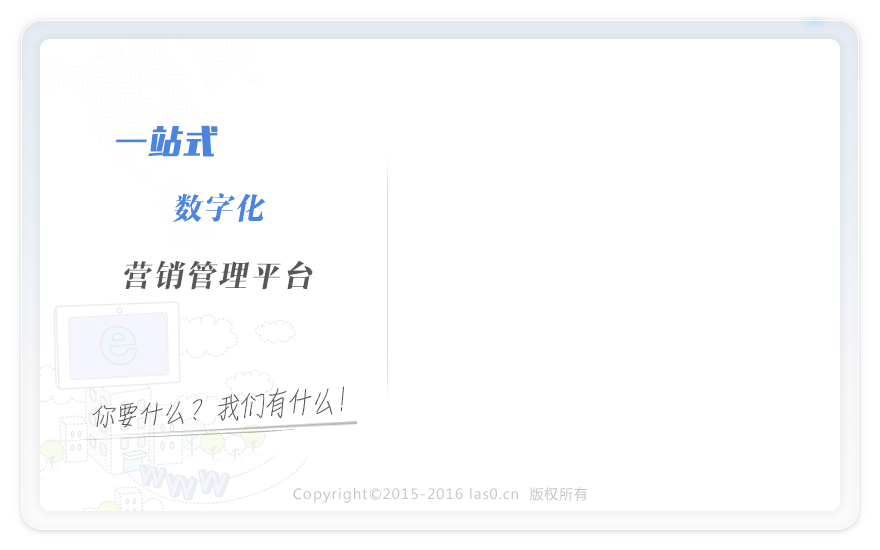 一站式
数字化
营销管理平台
e
你要什么？我们有什么！
www
Copyright©2015-2016 las0.cn 版权所有